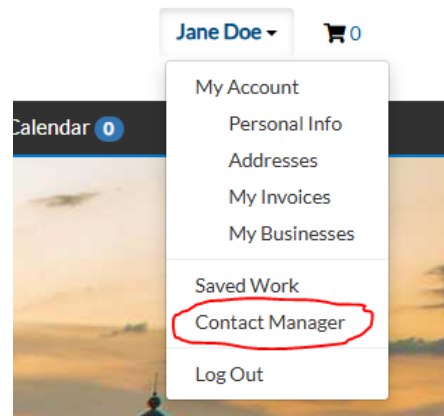 Jane Doe 0
My Account
Calendar 0
Personal Info
Addresses
My Invoices
My Businesses
Saved Work
Contact Manager
Log Out